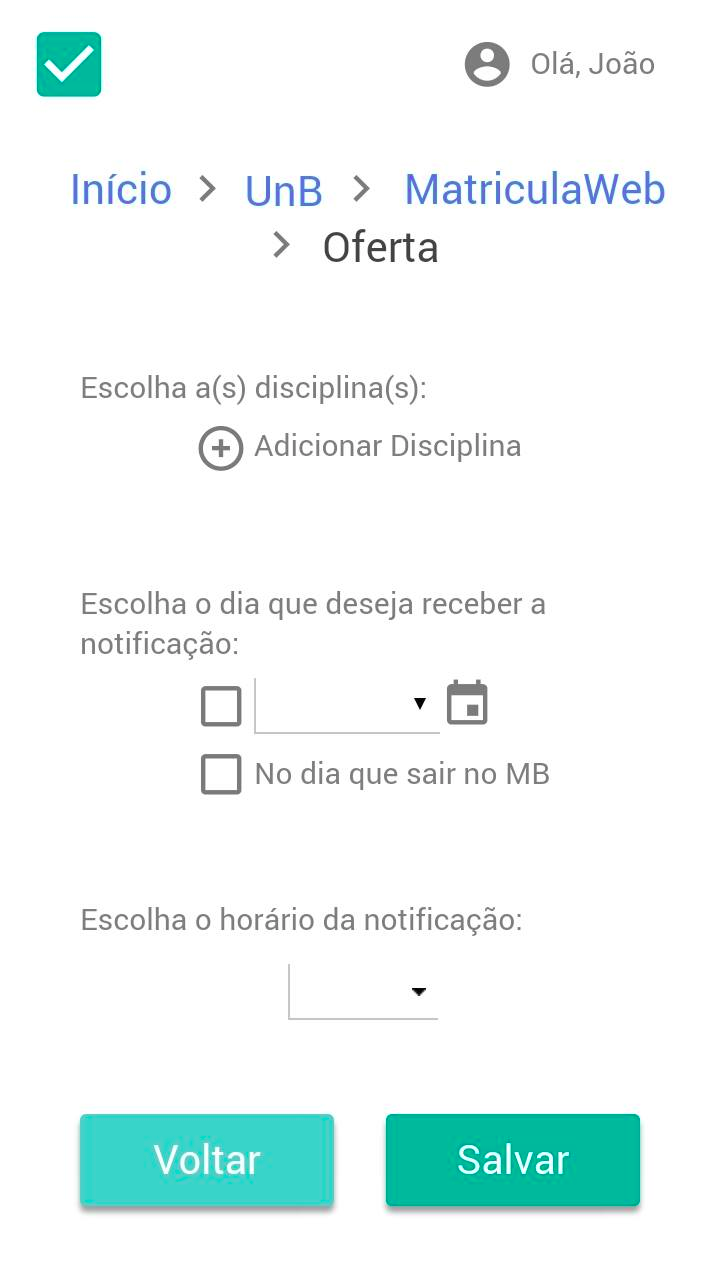 Olá, João
Início > UnB > MatriculaWeb
> Oferta
Escolha a(s) disciplina(s):
Adicionar Disciplina
Escolha o dia que deseja receber a
notificação:
No dia que sair no MB
Escolha o horário da notificação:
Voltar Salvar